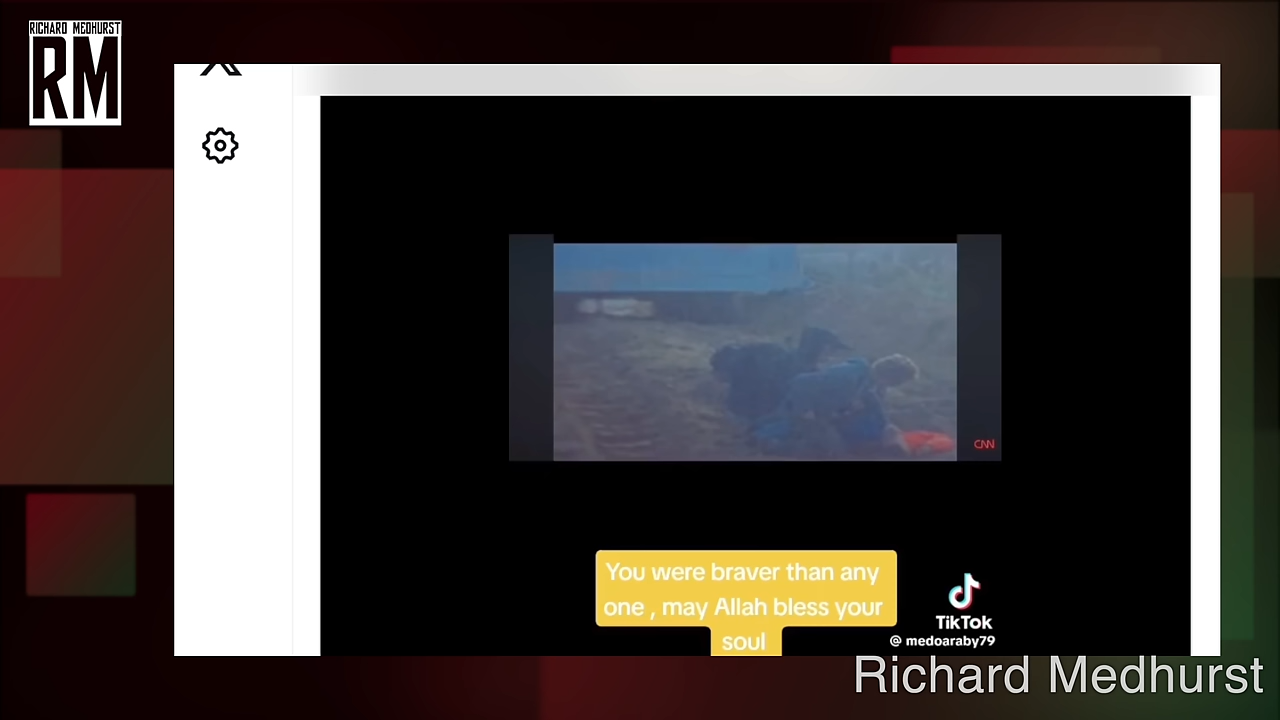 RICHARD MEDHURST
RM
CNN
You were braver than any
one , may Allah bless your
soul
TikTok
@ medoaraby79
Richard Medhurst